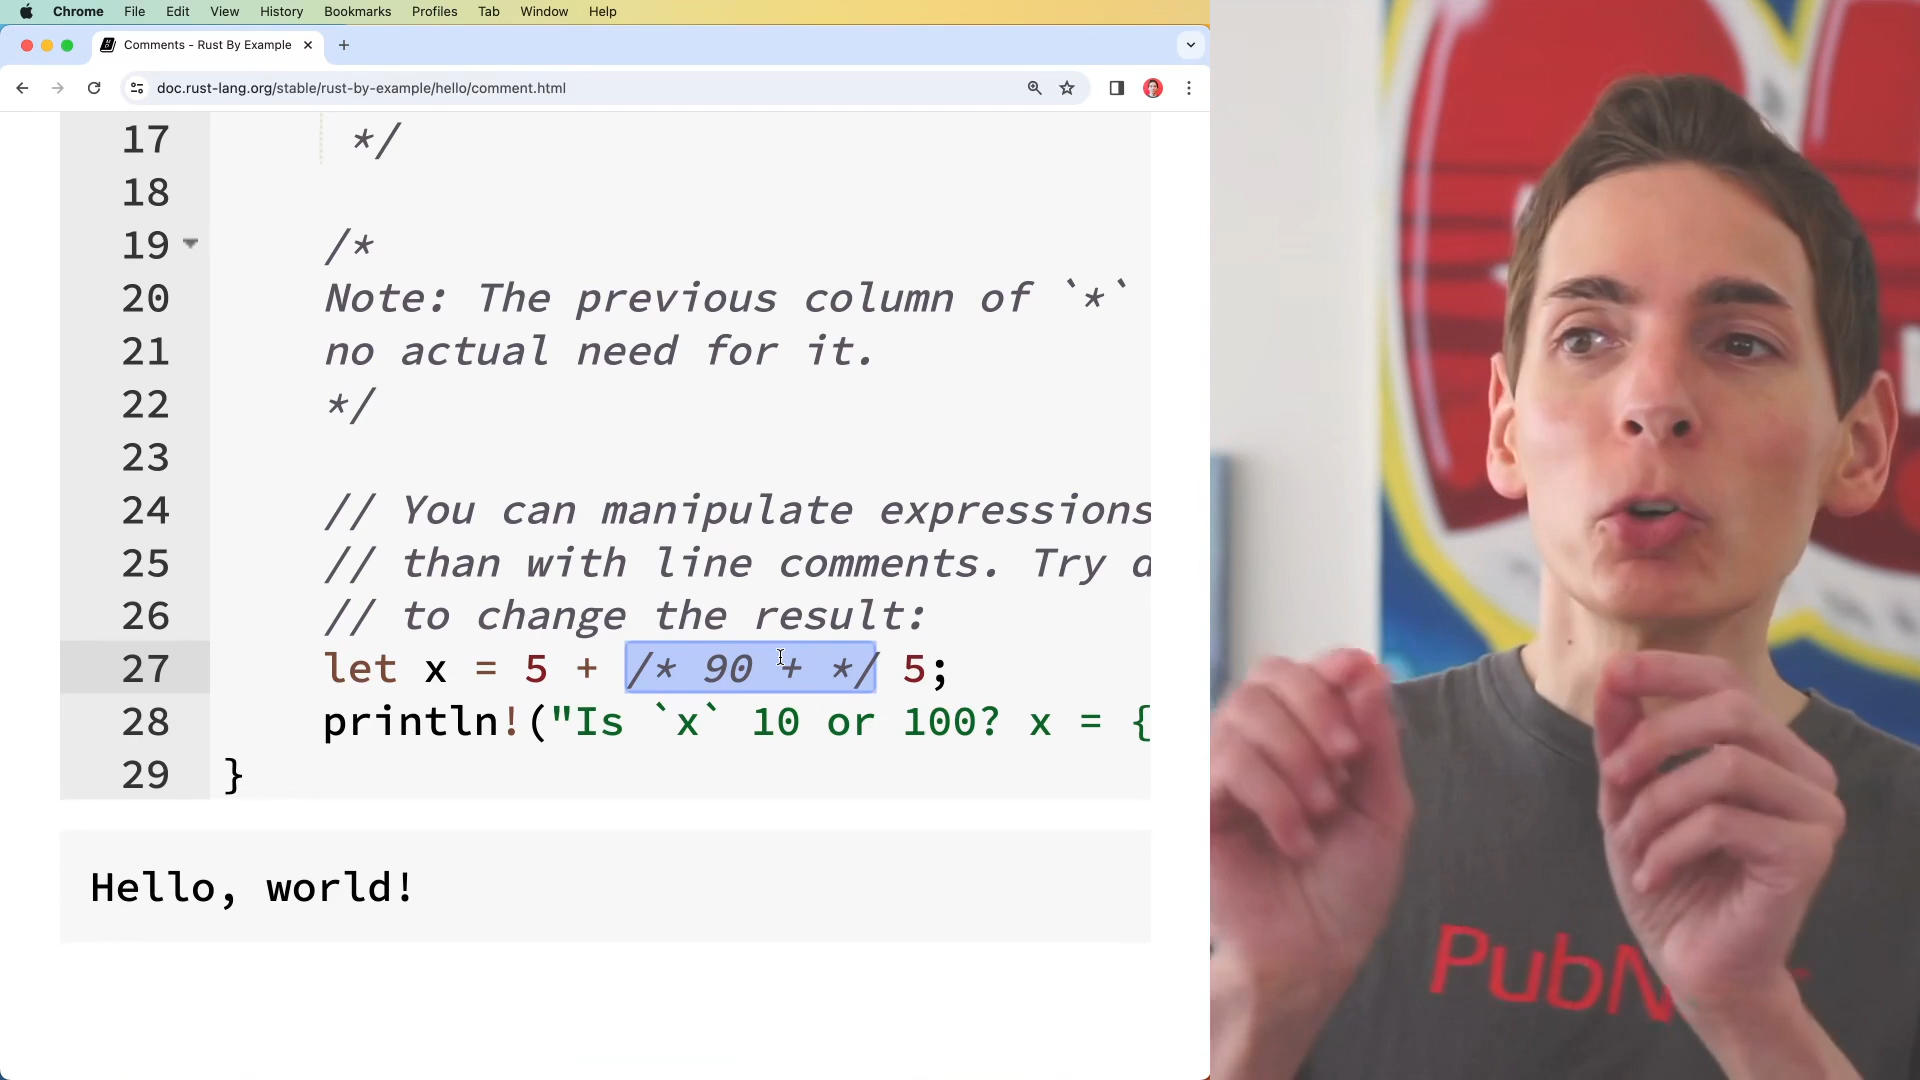 Chrome File Edit View History Bookmarks Profiles Tab Window Help
Comments - Rust By Example
doc.rust-lang.org/stable/rust-by-example/hello/comment.html
17 */
18
19 /*
20 Note: The previous column of `*`
21 no actual need for it.
22 */
23
24 // You can manipulate expressions
25 // than with line comments. Try d
26 // to change the result:
27 let x = 5 + /* 90 + */ 5;
28 println!("Is `x` 10 or 100? x = {
29 }
Hello, world!
PubN